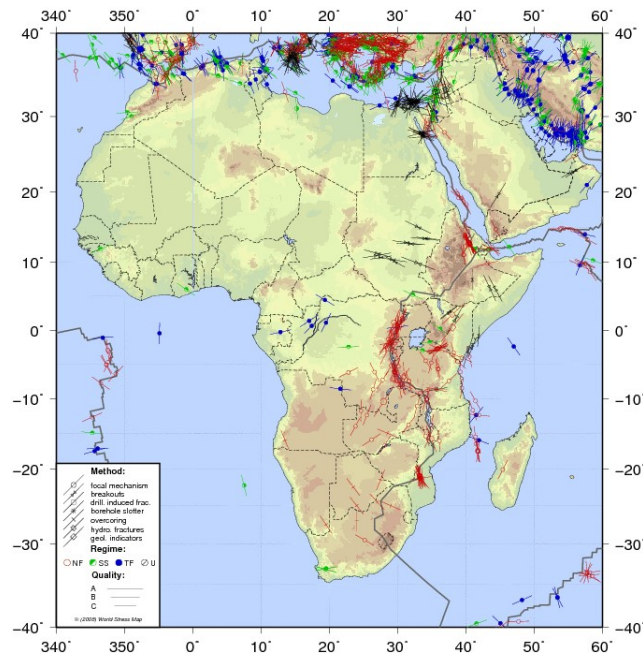 340° 350° 0° 10° 20° 30° 40° 50° 60°
40° 40°
30° 30°
20° 20°
10° 10°
0° 0°
−10° −10°
−20° −20°
−30° −30°
−40° −40°
340° 350° 0° 10° 20° 30° 40° 50° 60°
Method:
focal mechanism
breakouts
drill. induced frac.
borehole slotter
overcoring
hydro. fractures
geol. indicators
Regime:
NF SS TF U
Quality:
A
B
C
© (2008) World Stress Map